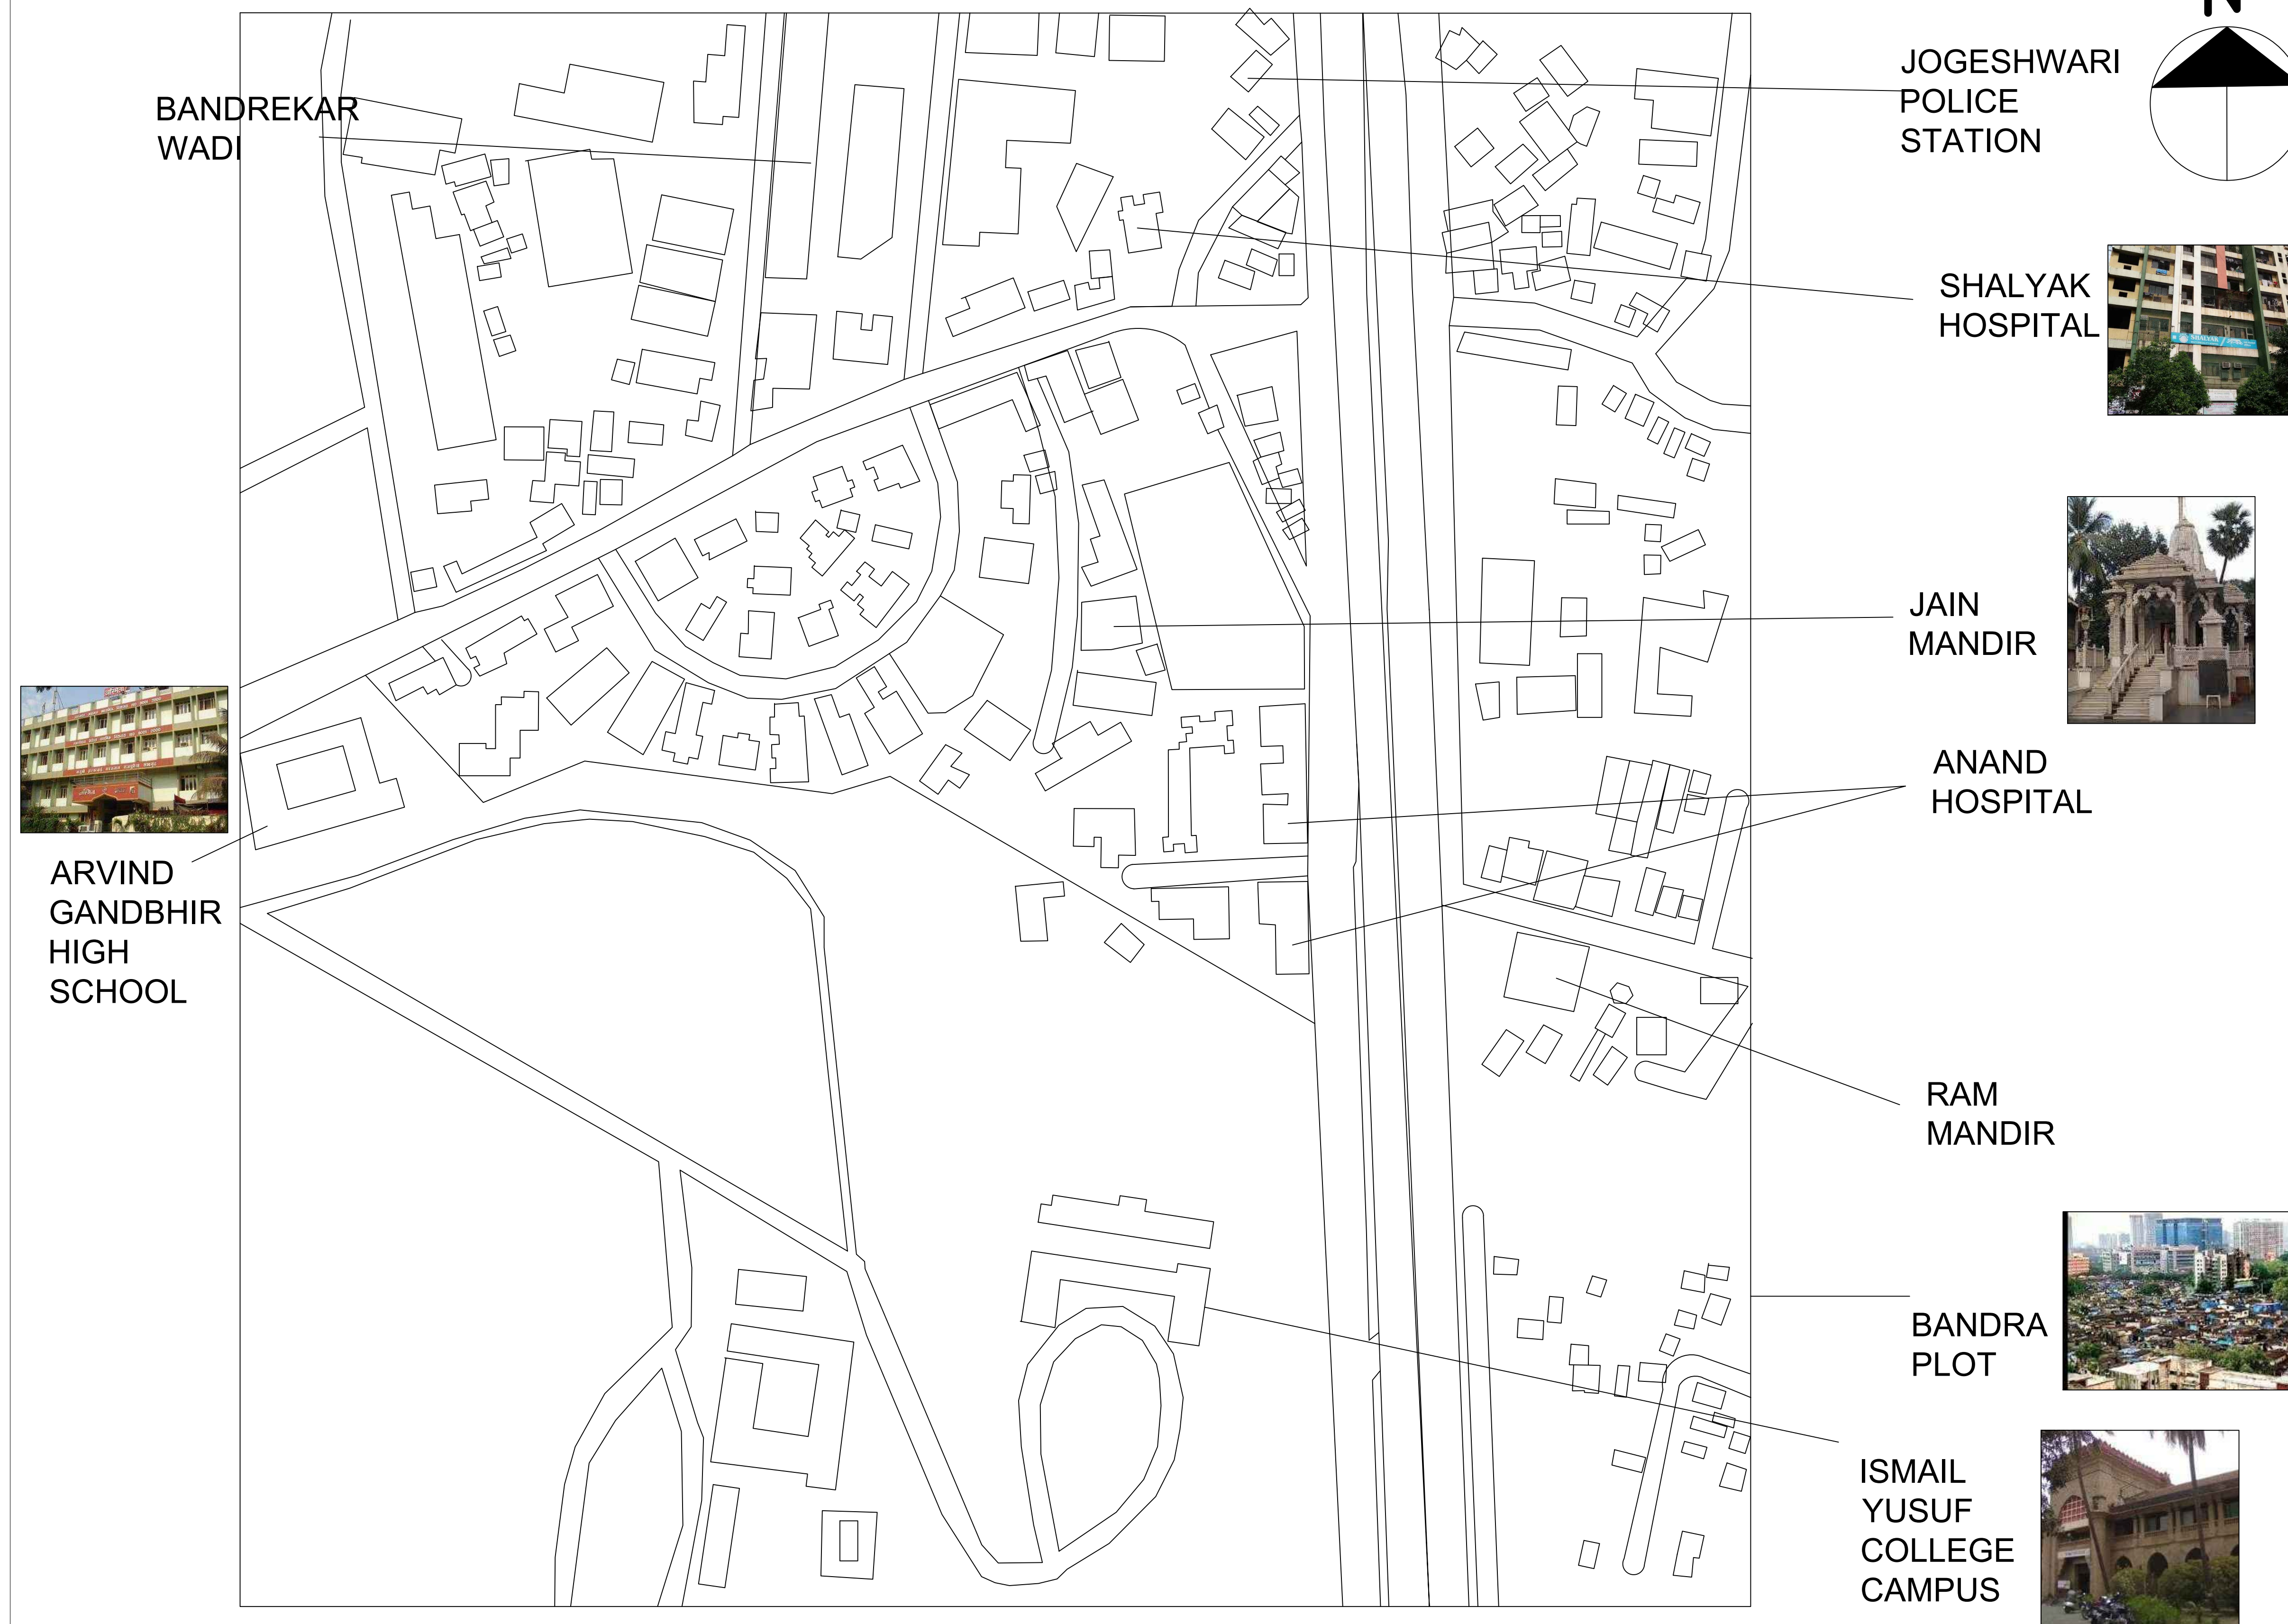 N
JOGESHWARI
POLICE
STATION
BANDREKAR
WADI
SHALYAK
HOSPITAL
SHALYAK
JAIN
MANDIR
ANAND
HOSPITAL
ARVIND
GANDBHIR
HIGH
SCHOOL
RAM
MANDIR
BANDRA
PLOT
ISMAIL
YUSUF
COLLEGE
CAMPUS